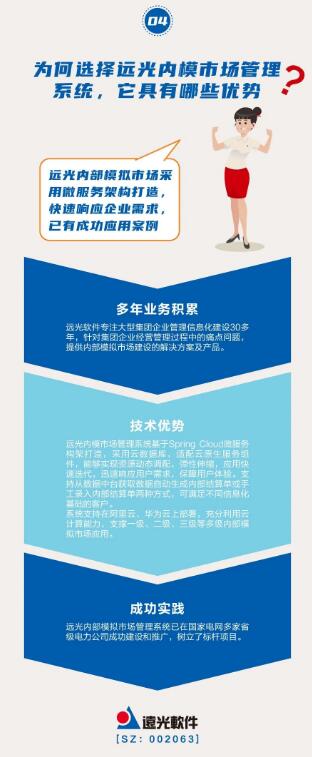 04
为何选择远光内模市场管理
系统，它具有哪些优势
?
远光内部模拟市场采
用微服务架构打造，
快速响应企业需求，
已有成功应用案例
多年业务积累
远光软件专注大型集团企业管理信息化建设30多
年，针对集团企业经营管理过程中的痛点问题，
提供内部模拟市场建设的解决方案及产品。
技术优势
远光内模市场管理系统基于Spring Cloud微服务
构架打造，采用云数据库、适配云原生服务组
件，能够实现资源动态调配，弹性伸缩，应用快
速迭代，迅速响应用户需求，保障用户体验。支
持从数据中台获取数据自动生成内部结算单或手
工录入内部结算单两种方式，可满足不同信息化
基础的客户。
系统支持在阿里云、华为云上部署，充分利用云
计算能力，支撑一级、二级、三级等多级内部模
拟市场应用。
成功实践
远光内部模拟市场管理系统已在国家电网多家省
级电力公司成功建设和推广，树立了标杆项目。
遠光軟件
[SZ：002063]